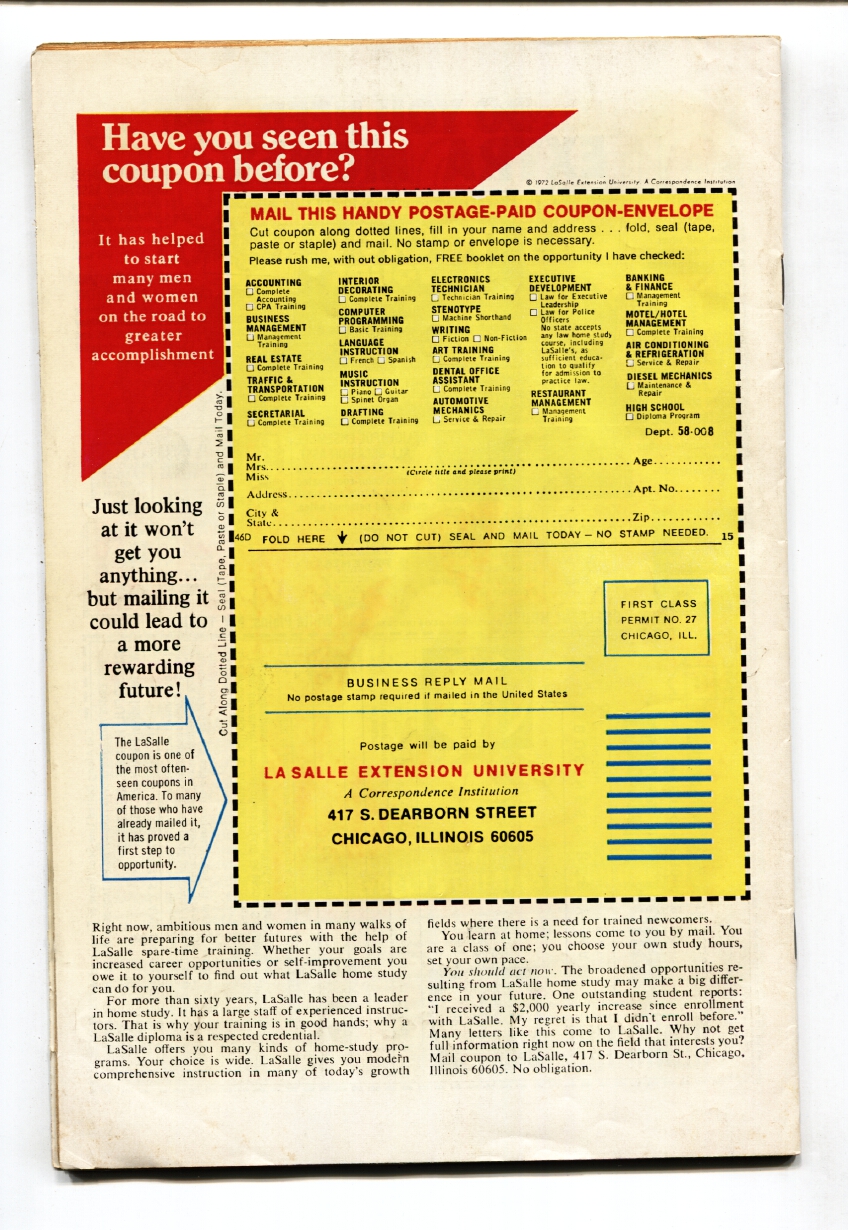 Have you seen this
coupon before?
© 1972 LaSalle Extension University. A Correspondence Institution
It has helped
to start
many men
and women
on the road to
greater
accomplishment
MAIL THIS HANDY POSTAGE-PAID COUPON-ENVELOPE
Cut coupon along dotted lines, fill in your name and address . . . fold, seal (tape,
paste or staple) and mail. No stamp or envelope is necessary.
Please rush me, with out obligation, FREE booklet on the opportunity I have checked:
ACCOUNTING
☐ Complete
Accounting
☐ CPA Training
BUSINESS
MANAGEMENT
☐ Management
Training
REAL ESTATE
☐ Complete Training
TRAFFIC &
TRANSPORTATION
☐ Complete Training
SECRETARIAL
☐ Complete Training
INTERIOR
DECORATING
☐ Complete Training
COMPUTER
PROGRAMMING
☐ Basic Training
LANGUAGE
INSTRUCTION
☐ French ☐ Spanish
MUSIC
INSTRUCTION
☐ Piano ☐ Guitar
☐ Spinet Organ
DRAFTING
☐ Complete Training
ELECTRONICS
TECHNICIAN
☐ Technician Training
STENOTYPE
☐ Machine Shorthand
WRITING
☐ Fiction ☐ Non-Fiction
ART TRAINING
☐ Complete Training
DENTAL OFFICE
ASSISTANT
☐ Complete Training
AUTOMOTIVE
MECHANICS
☐ Service & Repair
EXECUTIVE
DEVELOPMENT
☐ Law for Executive
Leadership
☐ Law for Police
Officers
No state accepts
any law home study
course, including
LaSalle's, as
sufficient educa-
tion to qualify
for admission to
practice law.
RESTAURANT
MANAGEMENT
☐ Management
Training
BANKING
& FINANCE
☐ Management
Training
MOTEL/HOTEL
MANAGEMENT
☐ Complete Training
AIR CONDITIONING
& REFRIGERATION
☐ Service & Repair
DIESEL MECHANICS
☐ Maintenance &
Repair
HIGH SCHOOL
☐ Diploma Program
Dept. 58-008
Mr.
Mrs. Age
Miss (Circle title and please print)
Address Apt. No.
City &
State Zip
46D FOLD HERE ↓ (DO NOT CUT) SEAL AND MAIL TODAY – NO STAMP NEEDED. 15
Cut Along Dotted Line – Seal (Tape, Paste or Staple) and Mail Today.
Just looking
at it won't
get you
anything...
but mailing it
could lead to
a more
rewarding
future!
The LaSalle
coupon is one of
the most often-
seen coupons in
America. To many
of those who have
already mailed it,
it has proved a
first step to
opportunity.
FIRST CLASS
PERMIT NO. 27
CHICAGO, ILL.
BUSINESS REPLY MAIL
No postage stamp required if mailed in the United States
Postage will be paid by
LA SALLE EXTENSION UNIVERSITY
A Correspondence Institution
417 S. DEARBORN STREET
CHICAGO, ILLINOIS 60605
Right now, ambitious men and women in many walks of
life are preparing for better futures with the help of
LaSalle spare-time training. Whether your goals are
increased career opportunities or self-improvement you
owe it to yourself to find out what LaSalle home study
can do for you.
For more than sixty years, LaSalle has been a leader
in home study. It has a large staff of experienced instruc-
tors. That is why your training is in good hands; why a
LaSalle diploma is a respected credential.
LaSalle offers you many kinds of home-study pro-
grams. Your choice is wide. LaSalle gives you modern
comprehensive instruction in many of today's growth
fields where there is a need for trained newcomers.
You learn at home; lessons come to you by mail. You
are a class of one; you choose your own study hours,
set your own pace.
You should act now. The broadened opportunities re-
sulting from LaSalle home study may make a big differ-
ence in your future. One outstanding student reports:
"I received a $2,000 yearly increase since enrollment
with LaSalle. My regret is that I didn't enroll before."
Many letters like this come to LaSalle. Why not get
full information right now on the field that interests you?
Mail coupon to LaSalle, 417 S. Dearborn St., Chicago,
Illinois 60605. No obligation.